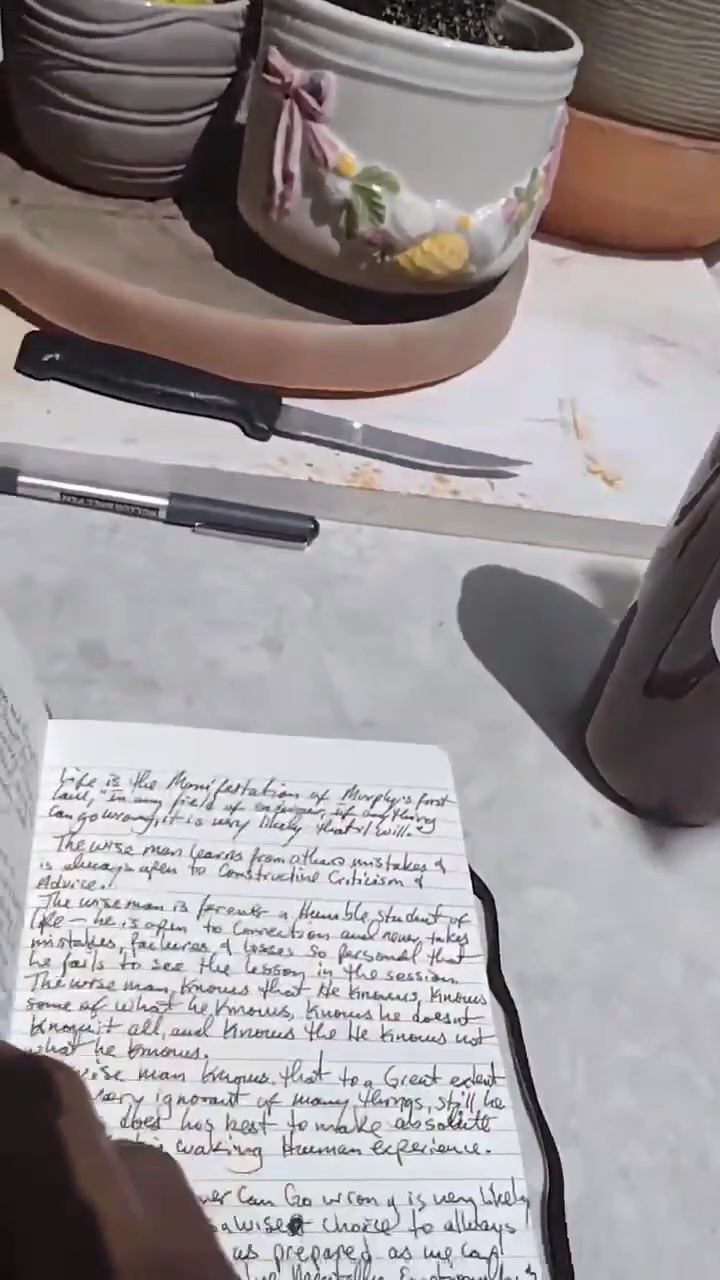 Life is the Manifestation of Murphy's first
law, "in any field of endeavor, if anything
can go wrong, it is very likely that it will."
The wise man learns from others mistakes &
is always open to Constructive Criticism &
Advice.
The wise man is forever a Humble student of
life — he is open to Correction and never takes
mistakes, failures & losses so personal that
he fails to see the lesson in the session.
The wise man, knows that He knows, knows
some of what he knows, knows he doesnt
know it all, and knows the He knows not
what he knows.
wise man knows, that to a Great extent
very ignorant of many things, still he
does his best to make absolute
waking Human experience.
ver Can Go wrong is very likely
a wise choice to allways
as prepared as we can